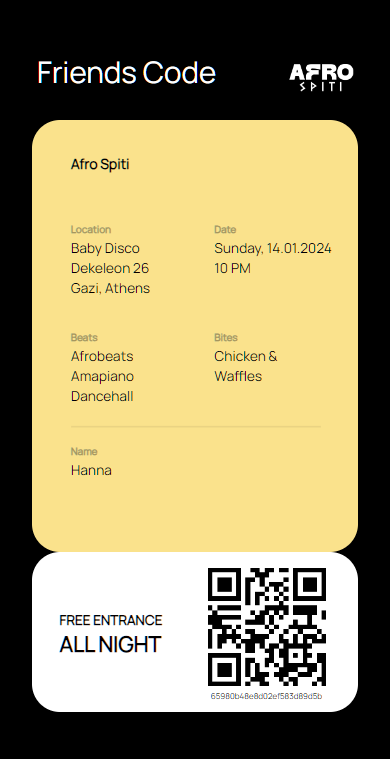 Friends Code
AFRO
SPITI
Afro Spiti
Location
Baby Disco
Dekeleon 26
Gazi, Athens
Date
Sunday, 14.01.2024
10 PM
Beats
Afrobeats
Amapiano
Dancehall
Bites
Chicken &
Waffles
Name
Hanna
FREE ENTRANCE
ALL NIGHT
65980b48e8d02ef583d89d5b